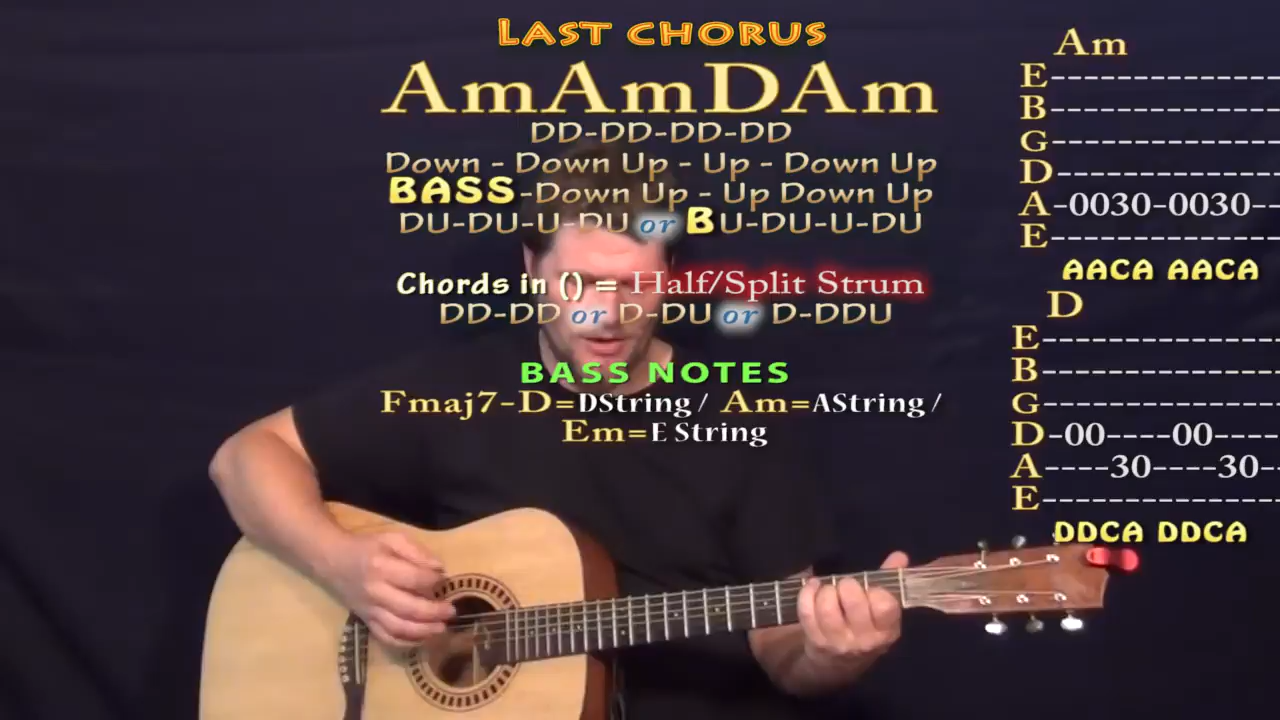 LAST CHORUS
AmAmDAm
DD-DD-DD-DD
Down - Down Up - Up - Down Up
BASS-Down Up - Up Down Up
DU-DU-U-DU or BU-DU-U-DU
Chords in () = Half/Split Strum
DD-DD or D-DU or D-DDU
BASS NOTES
Fmaj7-D=DString / Am=AString /
Em=E String
Am
E--------------
B--------------
G--------------
D--------------
A-0030-0030--
E--------------
AACA AACA
D
E--------------
B--------------
G--------------
D-00----00----
A----30----30-
E--------------
DDCA DDCA